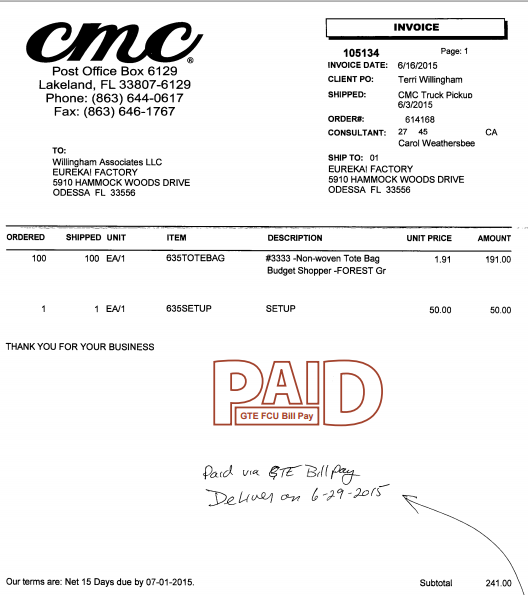 cmc®
Post Office Box 6129
Lakeland, FL 33807-6129
Phone: (863) 644-0617
Fax: (863) 646-1767
INVOICE
105134 Page: 1
INVOICE DATE: 6/16/2015
CLIENT PO: Terri Willingham
SHIPPED: CMC Truck Pickup
6/3/2015
ORDER#: 614168
CONSULTANT: 27 45 CA
Carol Weathersbee
TO:
Willingham Associates LLC
EUREKA! FACTORY
5910 HAMMOCK WOODS DRIVE
ODESSA FL 33556
SHIP TO: 01
EUREKA! FACTORY
5910 HAMMOCK WOODS DRIVE
ODESSA FL 33556
ORDERED SHIPPED UNIT ITEM DESCRIPTION UNIT PRICE AMOUNT
100 100 EA/1 635TOTEBAG #3333 -Non-woven Tote Bag 1.91 191.00
Budget Shopper -FOREST Gr
1 1 EA/1 635SETUP SETUP 50.00 50.00
THANK YOU FOR YOUR BUSINESS
PAID
GTE FCU Bill Pay
Paid via GTE Bill Pay
Deliver on 6-29-2015
Our terms are: Net 15 Days due by 07-01-2015. Subtotal 241.00